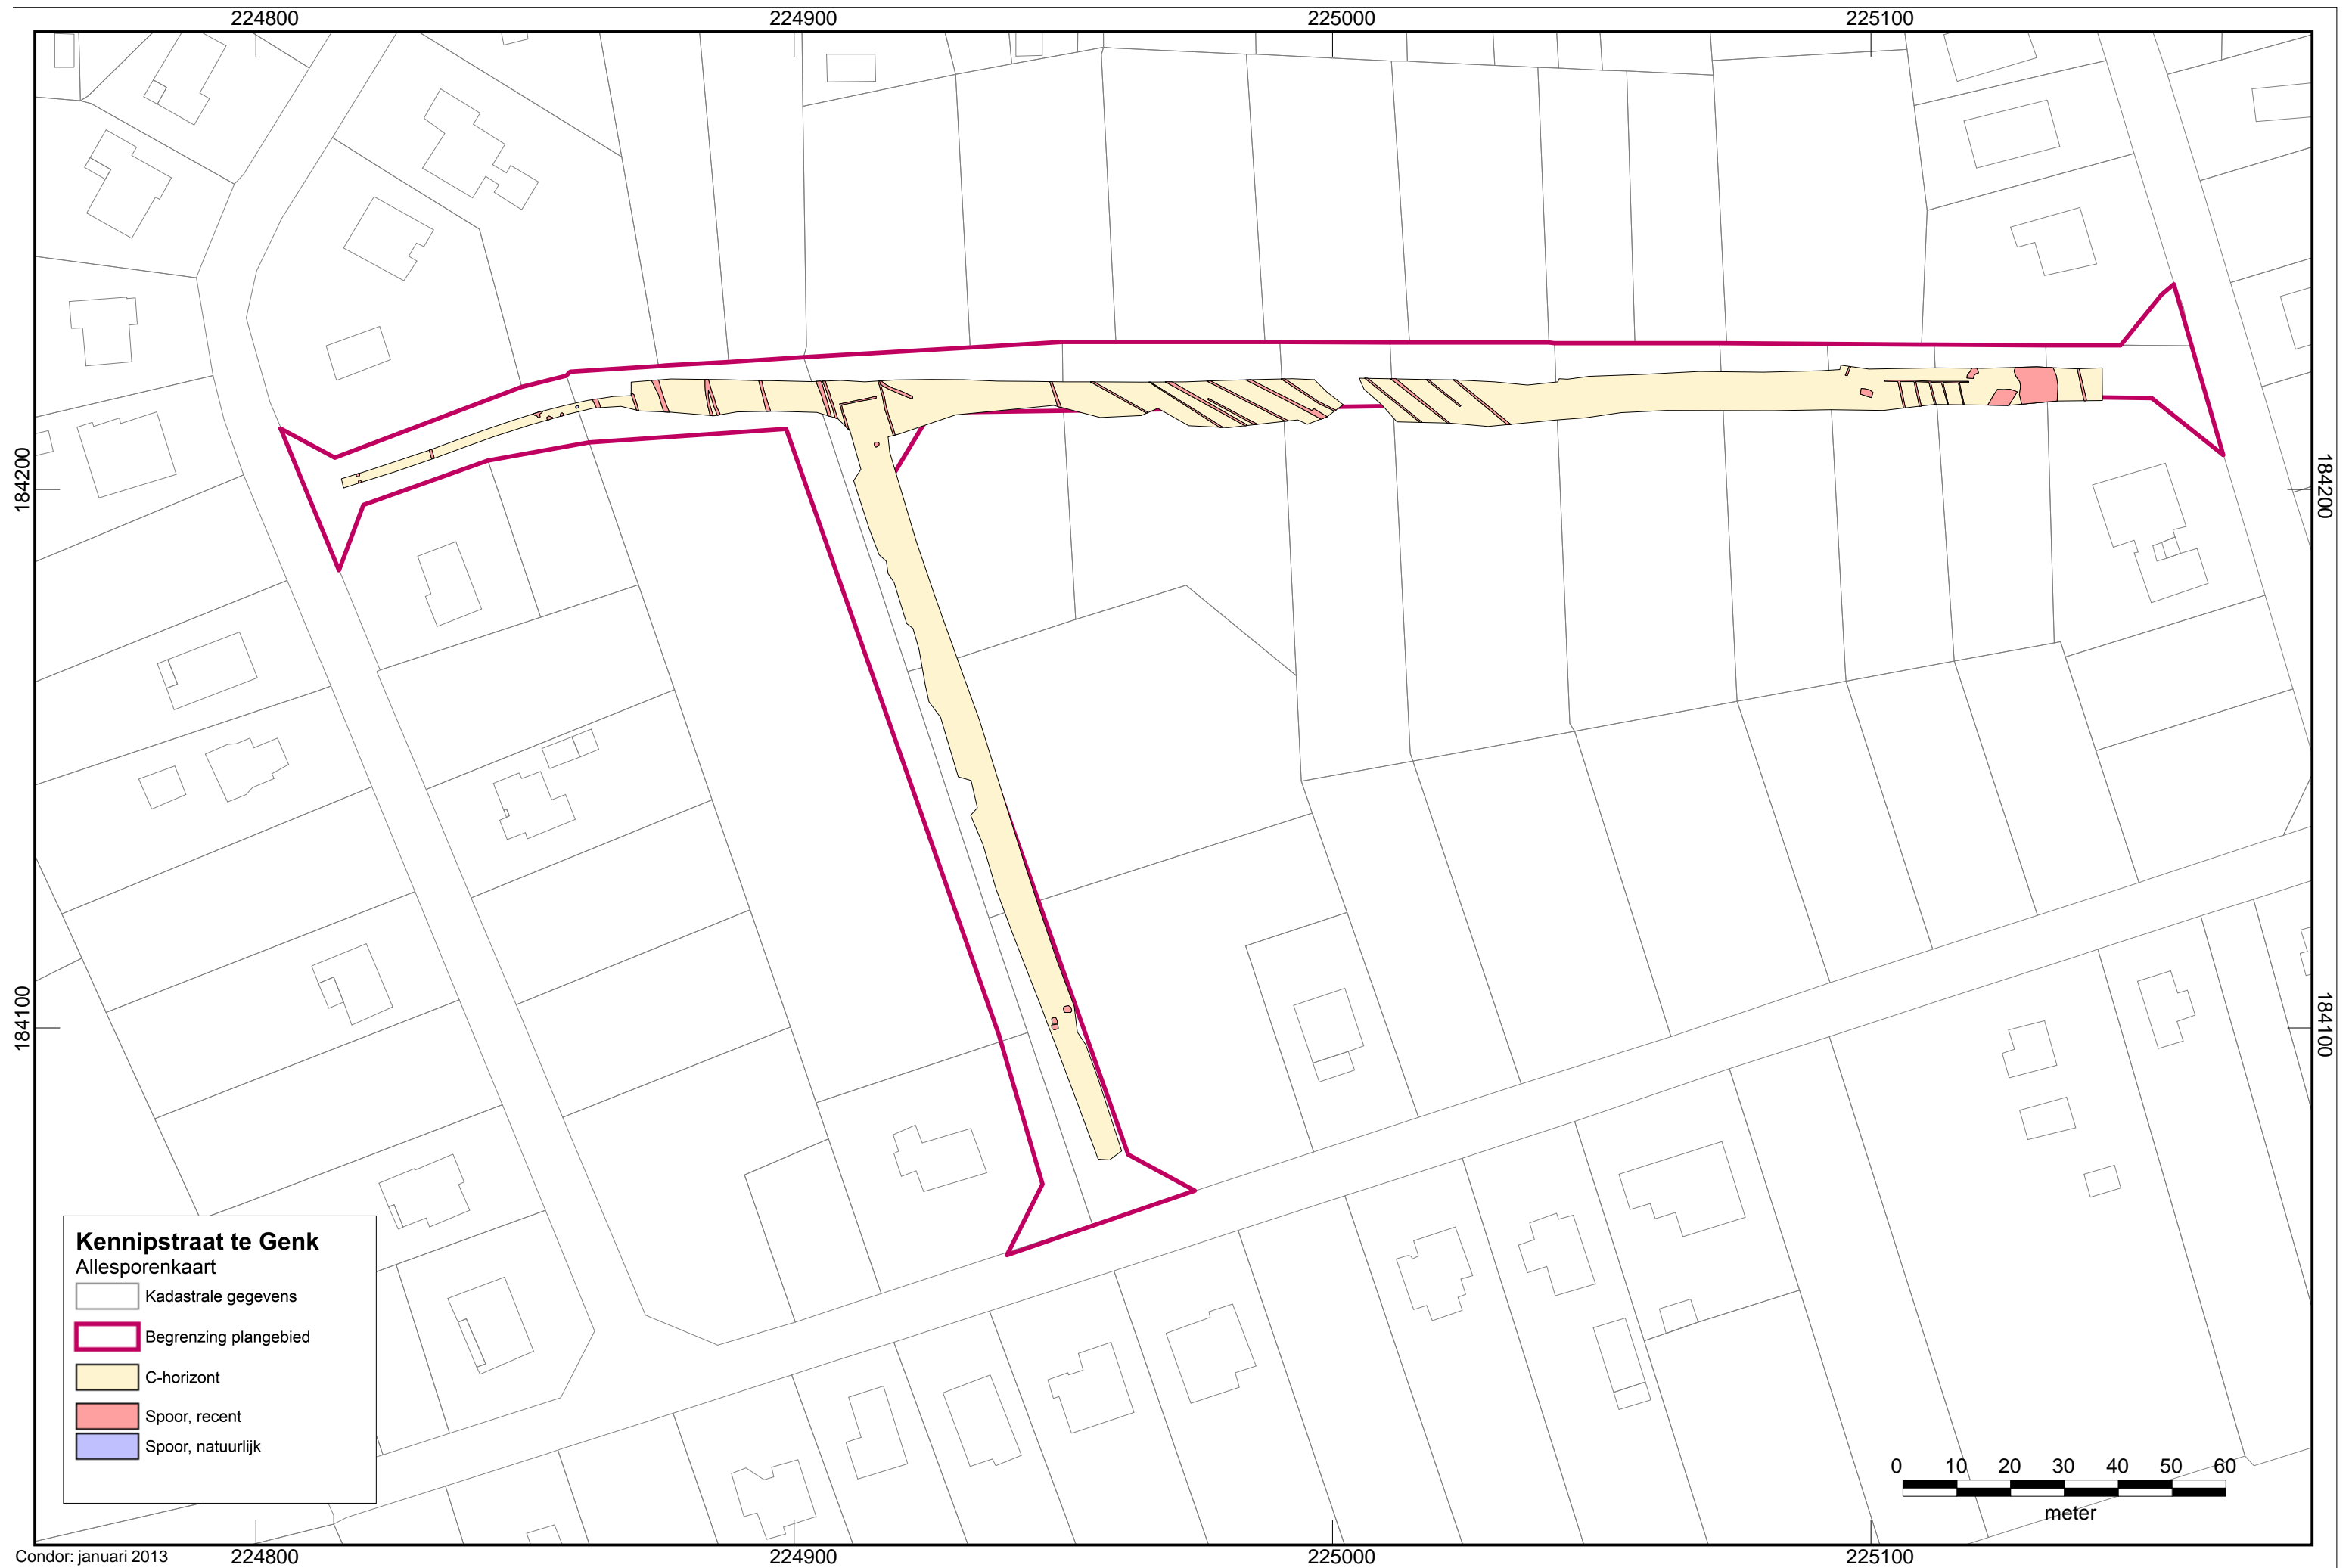 224800 224900 225000 225100
184200 184200
184100 184100
Kennipstraat te Genk
Allesporenkaart
Kadastrale gegevens
Begrenzing plangebied
C-horizont
Spoor, recent
Spoor, natuurlijk
0 10 20 30 40 50 60
meter
224800 224900 225000 225100
Condor: januari 2013